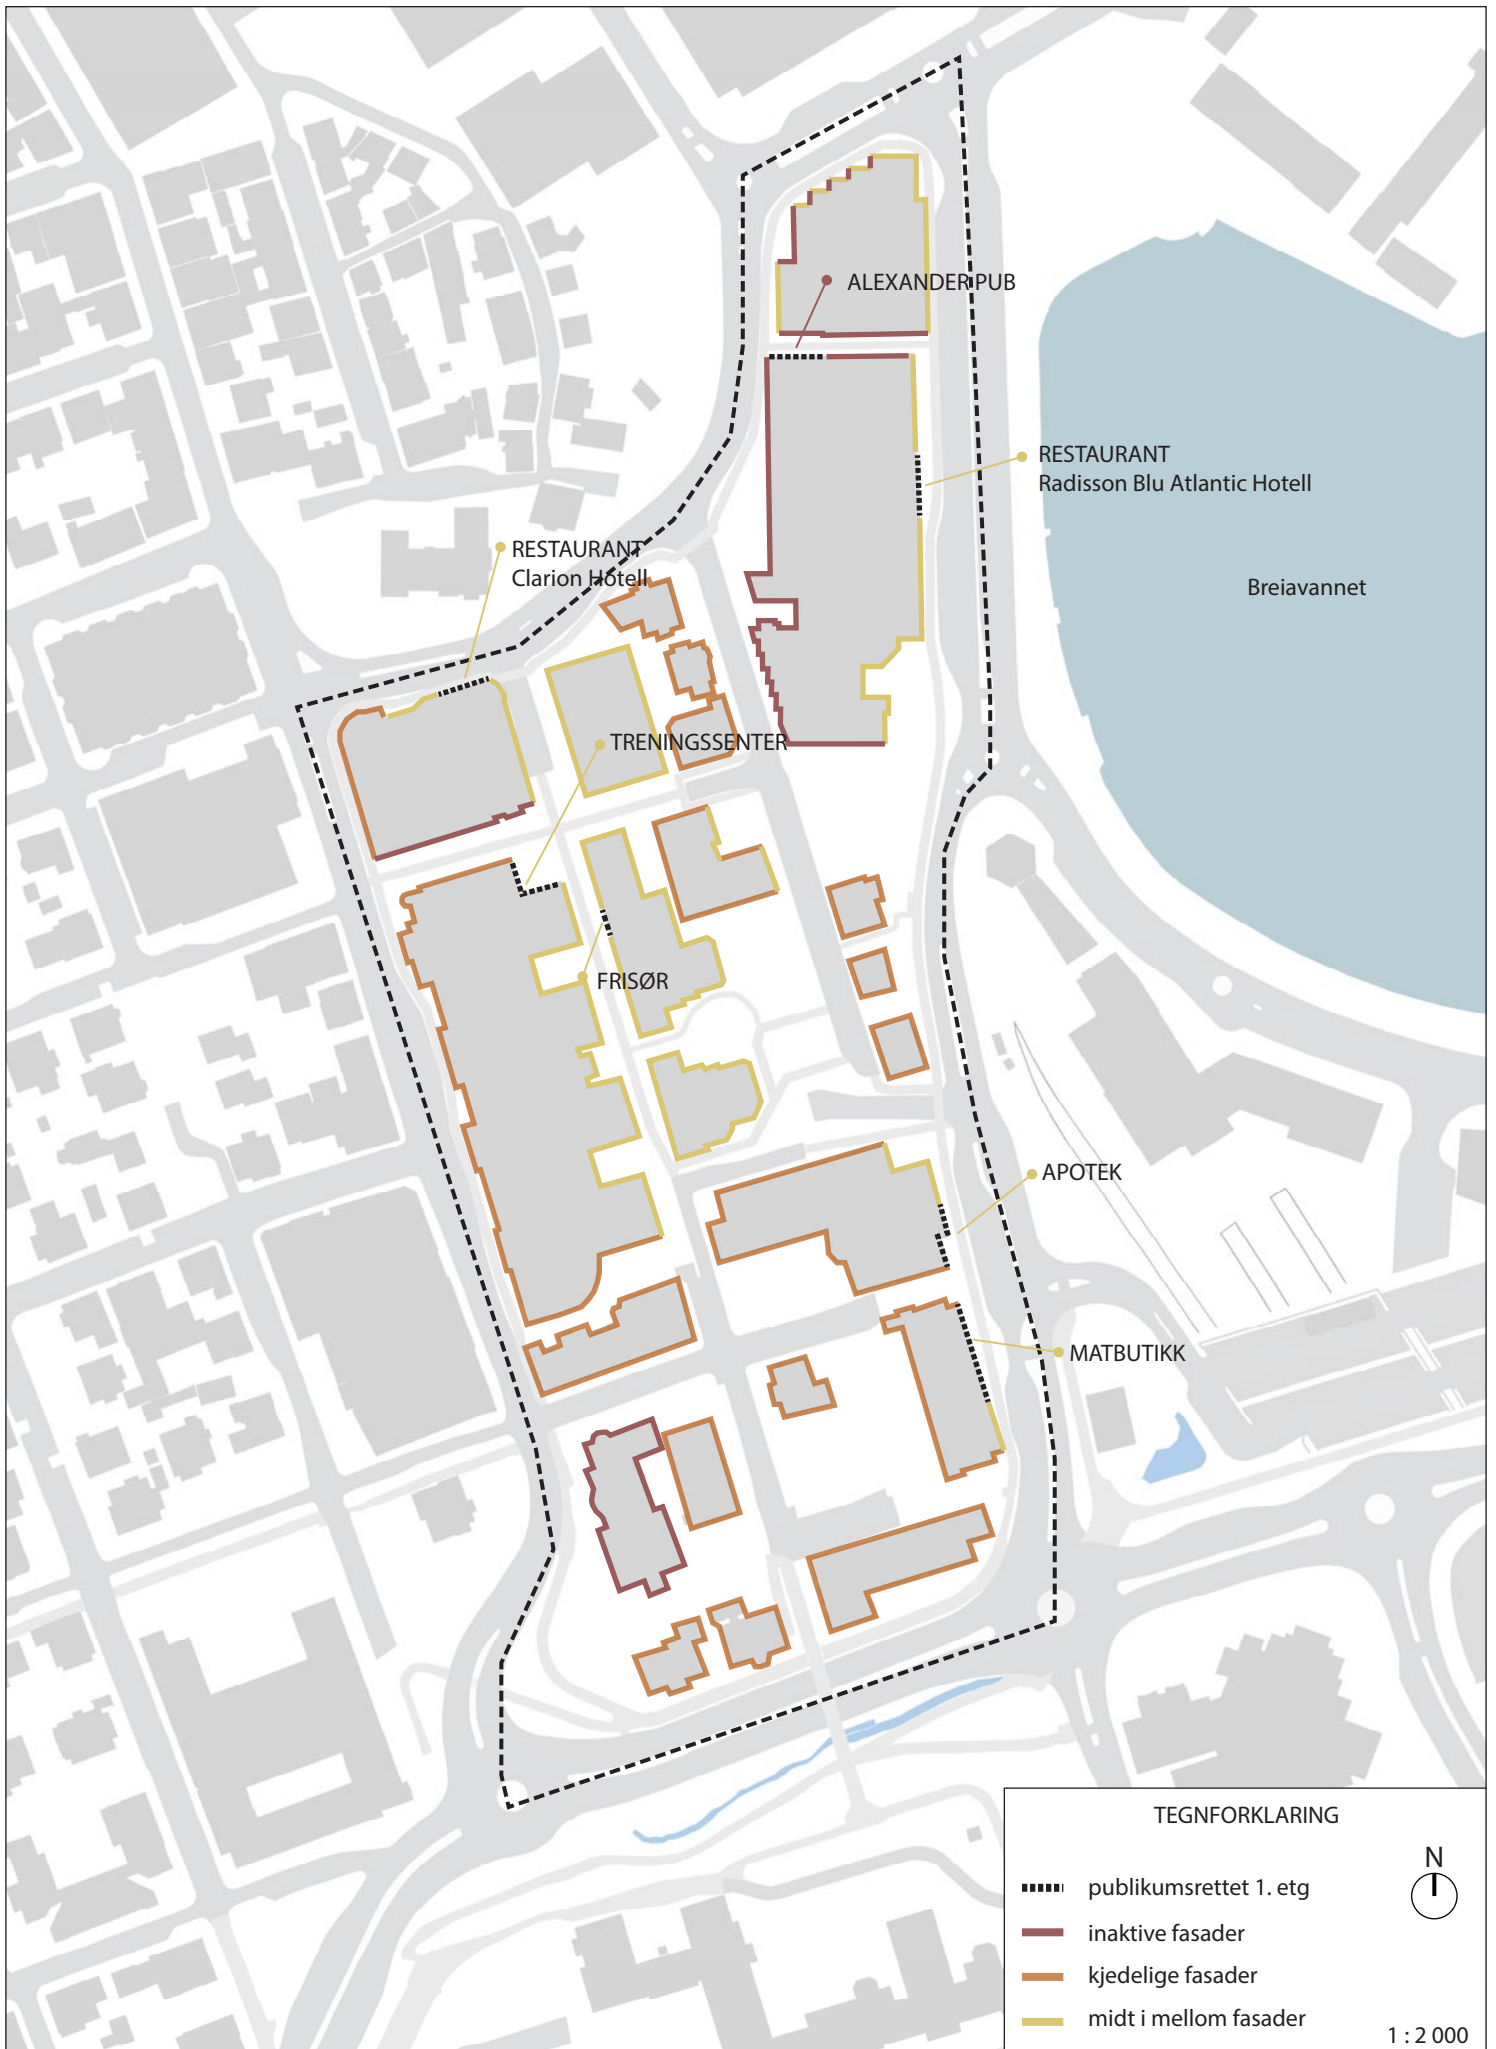 ALEXANDER PUB
RESTAURANT
Radisson Blu Atlantic Hotell
RESTAURANT
Clarion Hotell
Breiavannet
TRENINGSSENTER
FRISØR
APOTEK
MATBUTIKK
TEGNFORKLARING
N
publikumsrettet 1. etg
inaktive fasader
kjedelige fasader
midt i mellom fasader
1 : 2 000